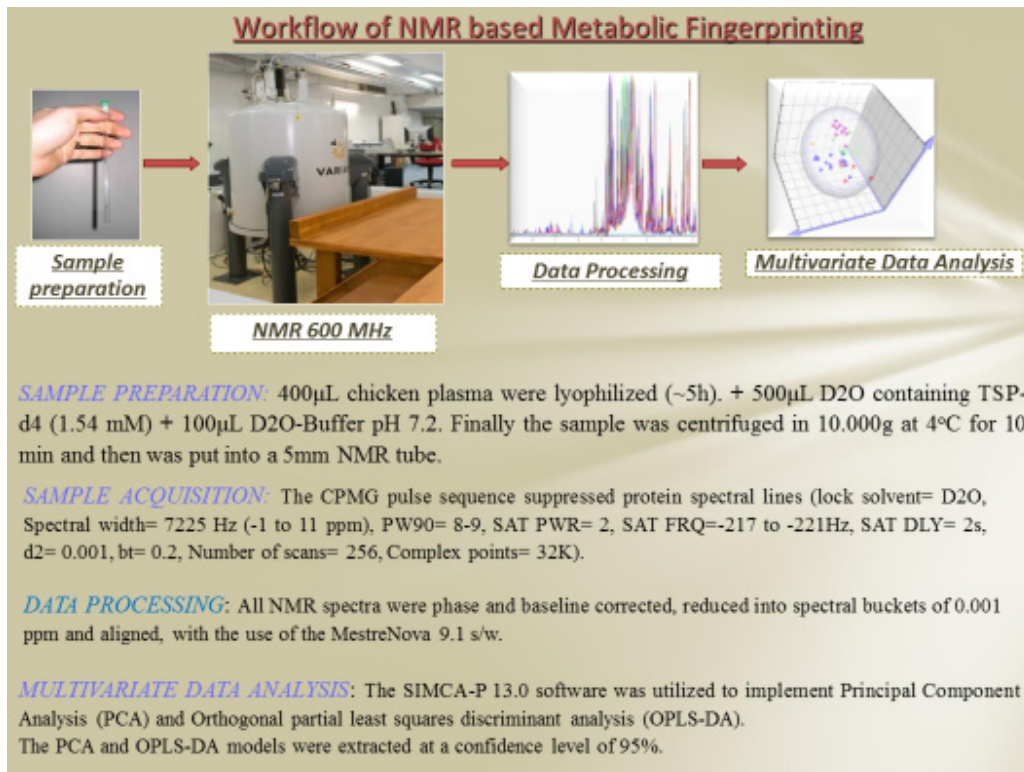 Workflow of NMR based Metabolic Fingerprinting
VARIAN
Sample
preparation
NMR 600 MHz
Data Processing
Multivariate Data Analysis
SAMPLE PREPARATION: 400μL chicken plasma were lyophilized (~5h). + 500μL D2O containing TSP-
d4 (1.54 mM) + 100μL D2O-Buffer pH 7.2. Finally the sample was centrifuged in 10.000g at 4°C for 10
min and then was put into a 5mm NMR tube.
SAMPLE ACQUISITION: The CPMG pulse sequence suppressed protein spectral lines (lock solvent= D2O,
Spectral width= 7225 Hz (-1 to 11 ppm), PW90= 8-9, SAT PWR= 2, SAT FRQ=-217 to -221Hz, SAT DLY= 2s,
d2= 0.001, bt= 0.2, Number of scans= 256, Complex points= 32K).
DATA PROCESSING: All NMR spectra were phase and baseline corrected, reduced into spectral buckets of 0.001
ppm and aligned, with the use of the MestreNova 9.1 s/w.
MULTIVARIATE DATA ANALYSIS: The SIMCA-P 13.0 software was utilized to implement Principal Component
Analysis (PCA) and Orthogonal partial least squares discriminant analysis (OPLS-DA).
The PCA and OPLS-DA models were extracted at a confidence level of 95%.